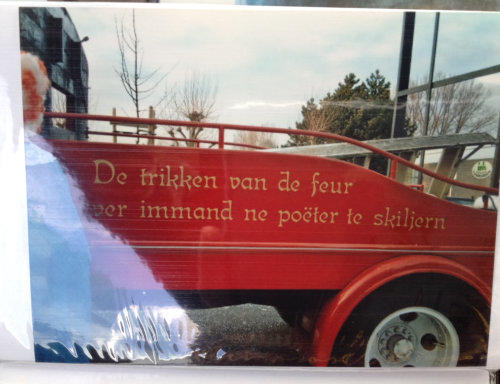 De trikken van de feur
immand ne poëter te skiljern